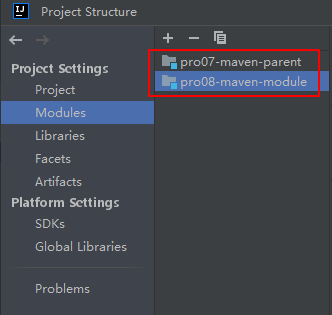 IJ Project Structure
Project Settings
Project
Modules
Libraries
Facets
Artifacts
Platform Settings
SDKs
Global Libraries
Problems
pro07-maven-parent
pro08-maven-module